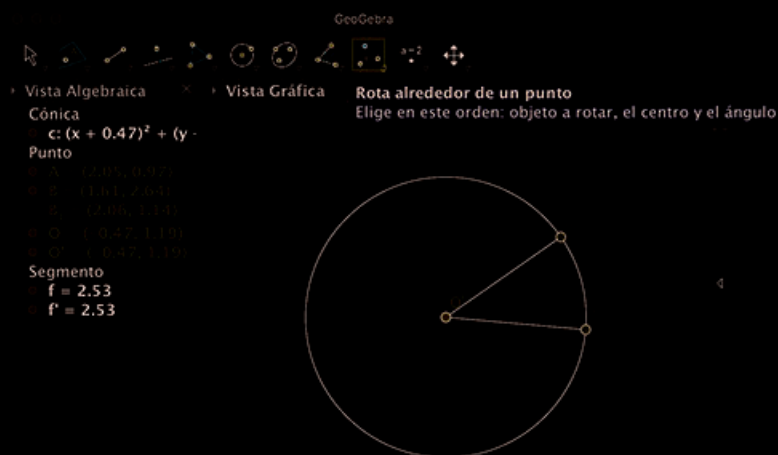 GeoGebra
a=2
Vista Algebraica
Vista Gráfica
Rota alrededor de un punto
Elige en este orden: objeto a rotar, el centro y el ángulo
Cónica
c: (x + 0.47)² + (y -
Punto
Segmento
f = 2.53
f' = 2.53